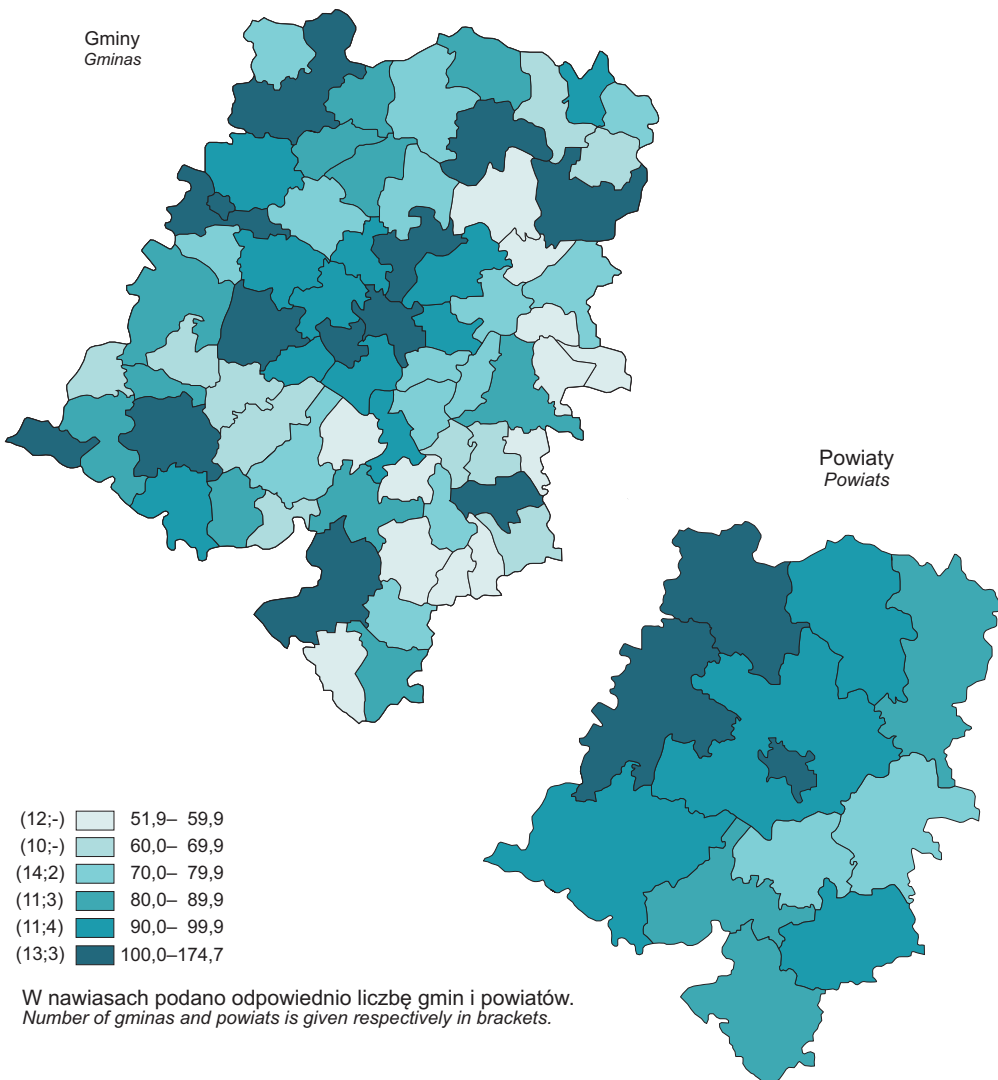 Gminy
Gminas
Powiaty
Powiats
(12;-) 51,9– 59,9
(10;-) 60,0– 69,9
(14;2) 70,0– 79,9
(11;3) 80,0– 89,9
(11;4) 90,0– 99,9
(13;3) 100,0–174,7
W nawiasach podano odpowiednio liczbę gmin i powiatów.
Number of gminas and powiats is given respectively in brackets.